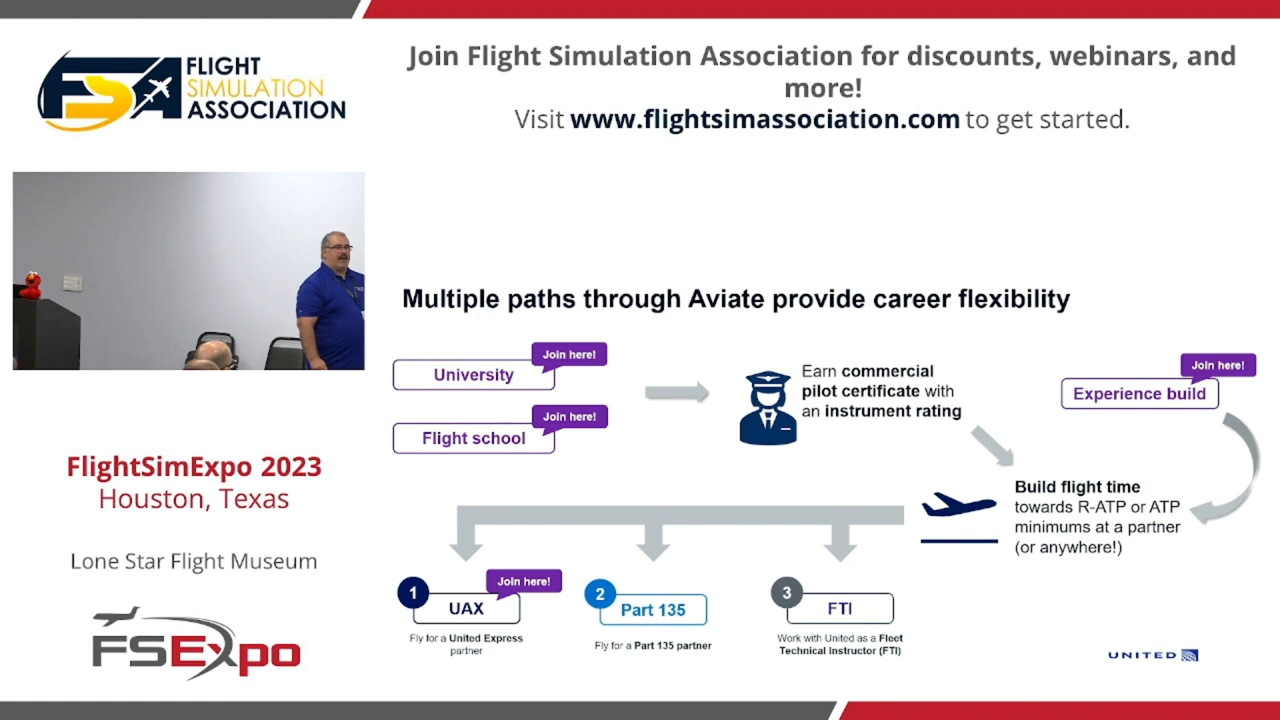 FLIGHT
SIMULATION
ASSOCIATION
Join Flight Simulation Association for discounts, webinars, and
more!
Visit www.flightsimassociation.com to get started.
Multiple paths through Aviate provide career flexibility
Join here!
University
Join here!
Flight school
Earn commercial
pilot certificate with
an instrument rating
Join here!
Experience build
Build flight time
towards R-ATP or ATP
minimums at a partner
(or anywhere!)
1
Join here!
UAX
Fly for a United Express
partner
2
Part 135
Fly for a Part 135 partner
3
FTI
Work with United as a Fleet
Technical Instructor (FTI)
UNITED
FlightSimExpo 2023
Houston, Texas
Lone Star Flight Museum
FSExpo